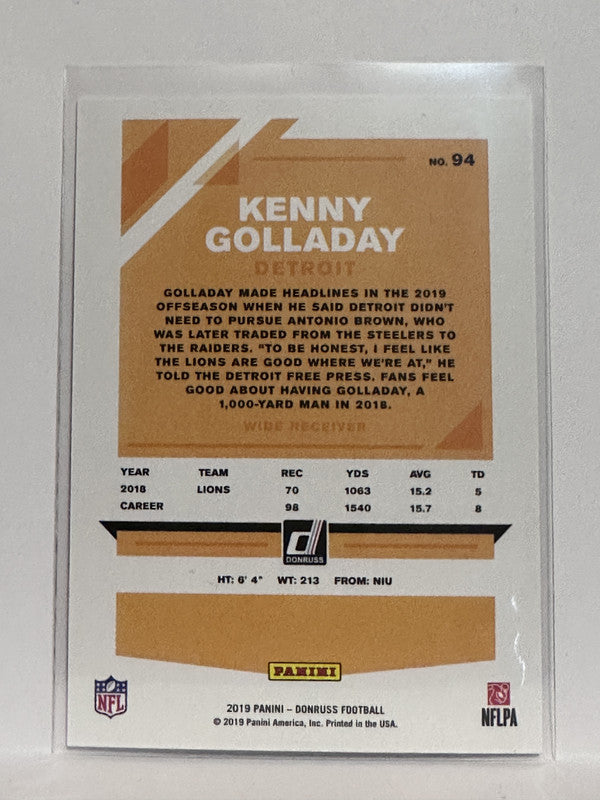 NO. 94
KENNY
GOLLADAY
DETROIT
GOLLADAY MADE HEADLINES IN THE 2019
OFFSEASON WHEN HE SAID DETROIT DIDN'T
NEED TO PURSUE ANTONIO BROWN, WHO
WAS LATER TRADED FROM THE STEELERS TO
THE RAIDERS. "TO BE HONEST, I FEEL LIKE
THE LIONS ARE GOOD WHERE WE'RE AT," HE
TOLD THE DETROIT FREE PRESS. FANS FEEL
GOOD ABOUT HAVING GOLLADAY, A
1,000-YARD MAN IN 2018.
WIDE RECEIVER
YEAR TEAM REC YDS AVG TD
2018 LIONS 70 1063 15.2 5
CAREER 98 1540 15.7 8
DONRUSS
HT: 6' 4" WT: 213 FROM: NIU
PANINI
NFL
2019 PANINI – DONRUSS FOOTBALL
© 2019 Panini America, Inc. Printed in the USA.
NFLPA